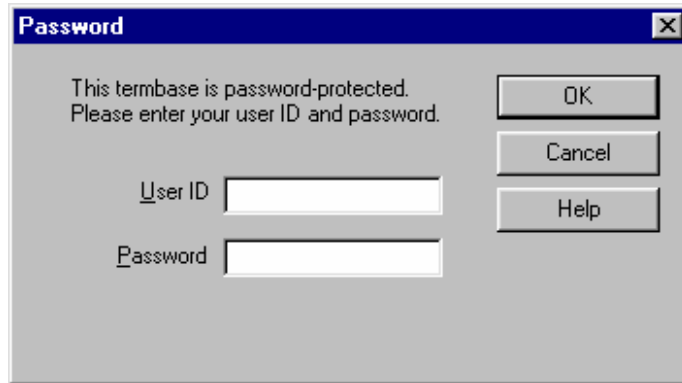 Password
This termbase is password-protected.
Please enter your user ID and password.
OK
Cancel
Help
User ID
Password